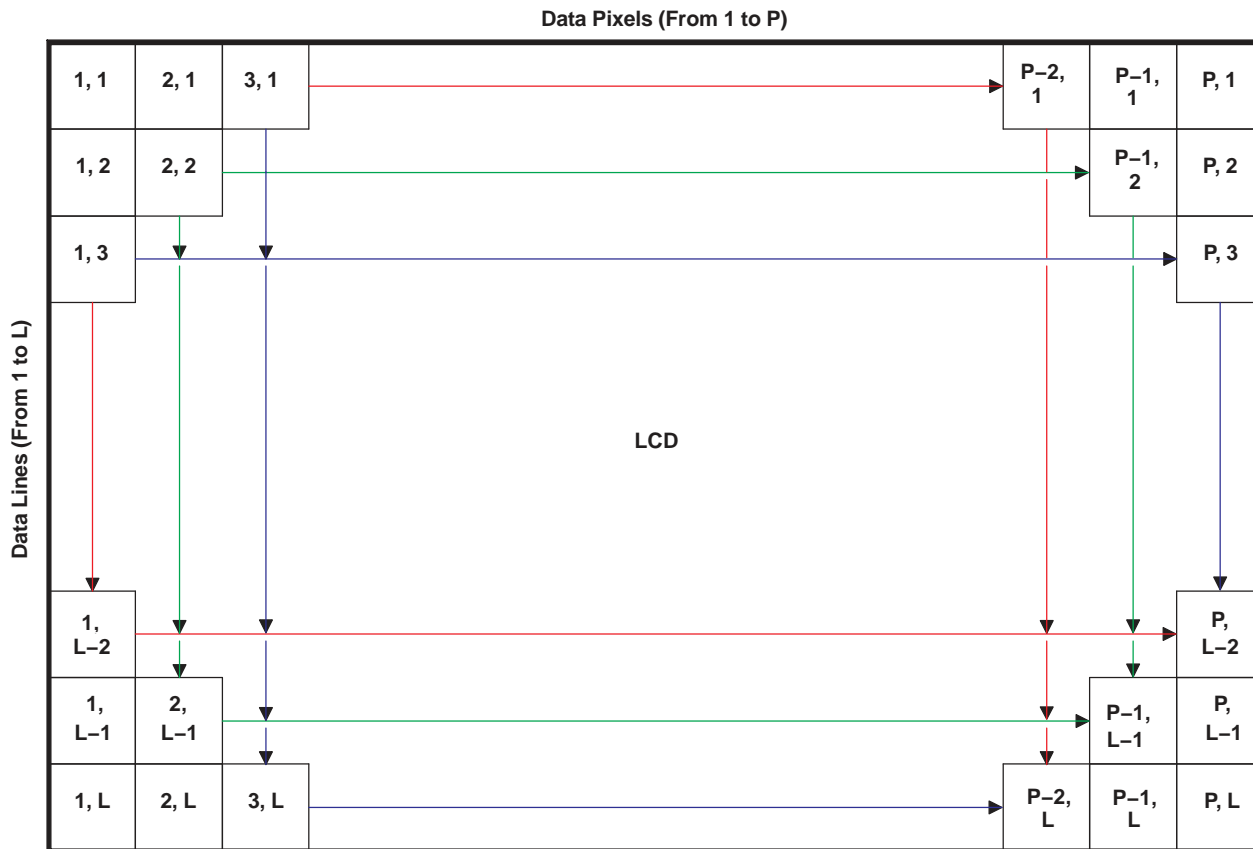 Data Pixels (From 1 to P)
1, 1
2, 1
3, 1
P−2,
1
P−1,
1
P, 1
1, 2
2, 2
P−1,
2
P, 2
1, 3
P, 3
Data Lines (From 1 to L)
LCD
1,
L−2
P,
L−2
1,
L−1
2,
L−1
P−1,
L−1
P,
L−1
1, L
2, L
3, L
P−2,
L
P−1,
L
P, L